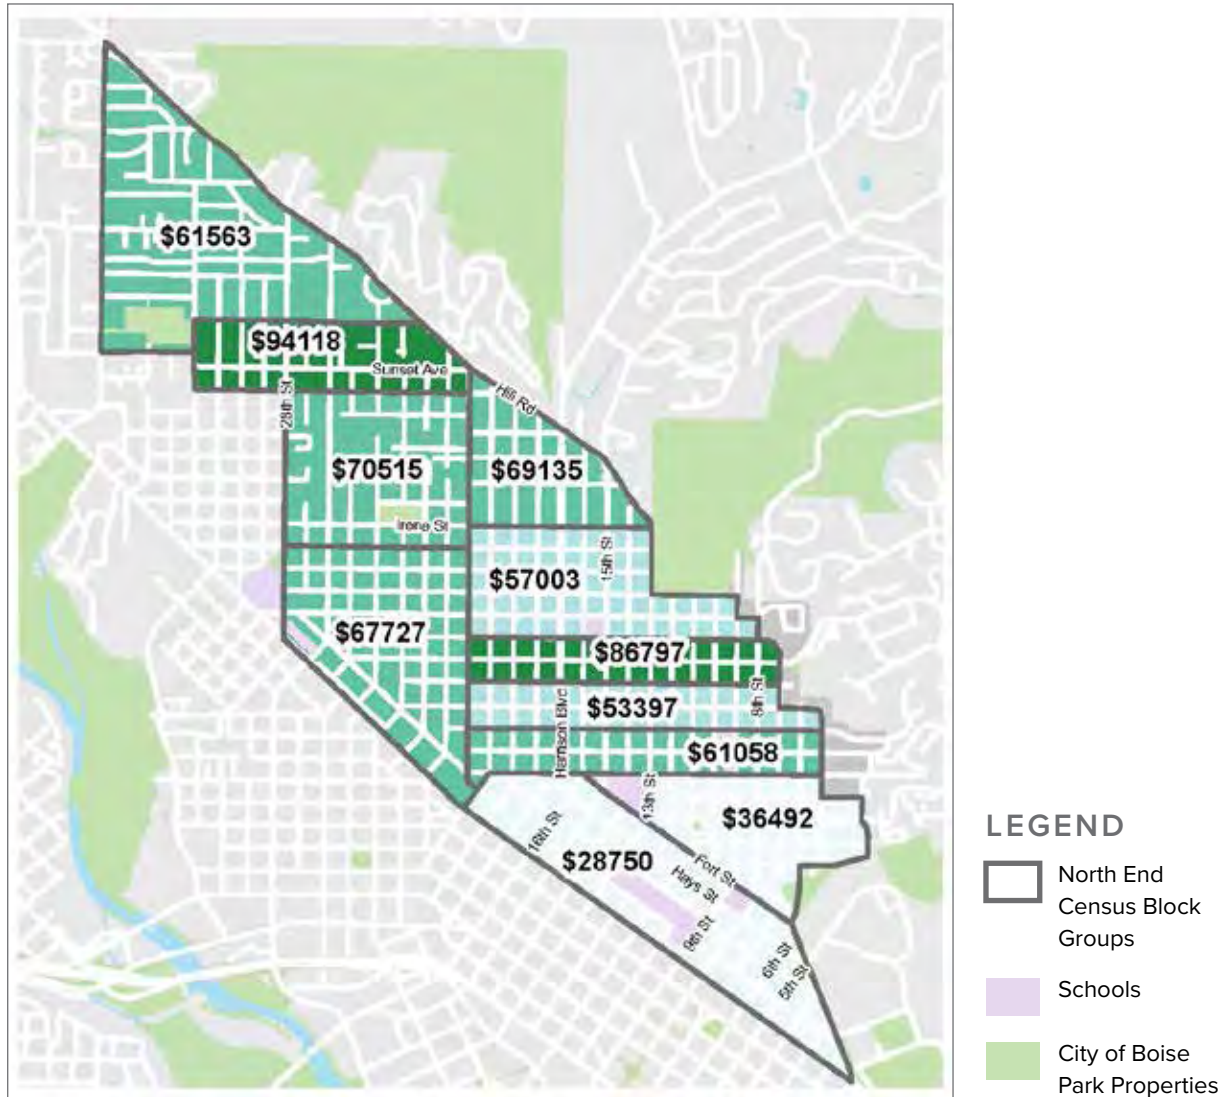 $61563
$94118
Sunset Ave
28th St
Hill Rd
$70515
$69135
Irene St
15th St
$57003
$67727
$86797
8th St
Harrison Blvd
$53397
$61058
13th St
$36492
16th St
$28750
Fort St
Hays St
9th St
6th St
5th St
LEGEND
North End
Census Block
Groups
Schools
City of Boise
Park Properties